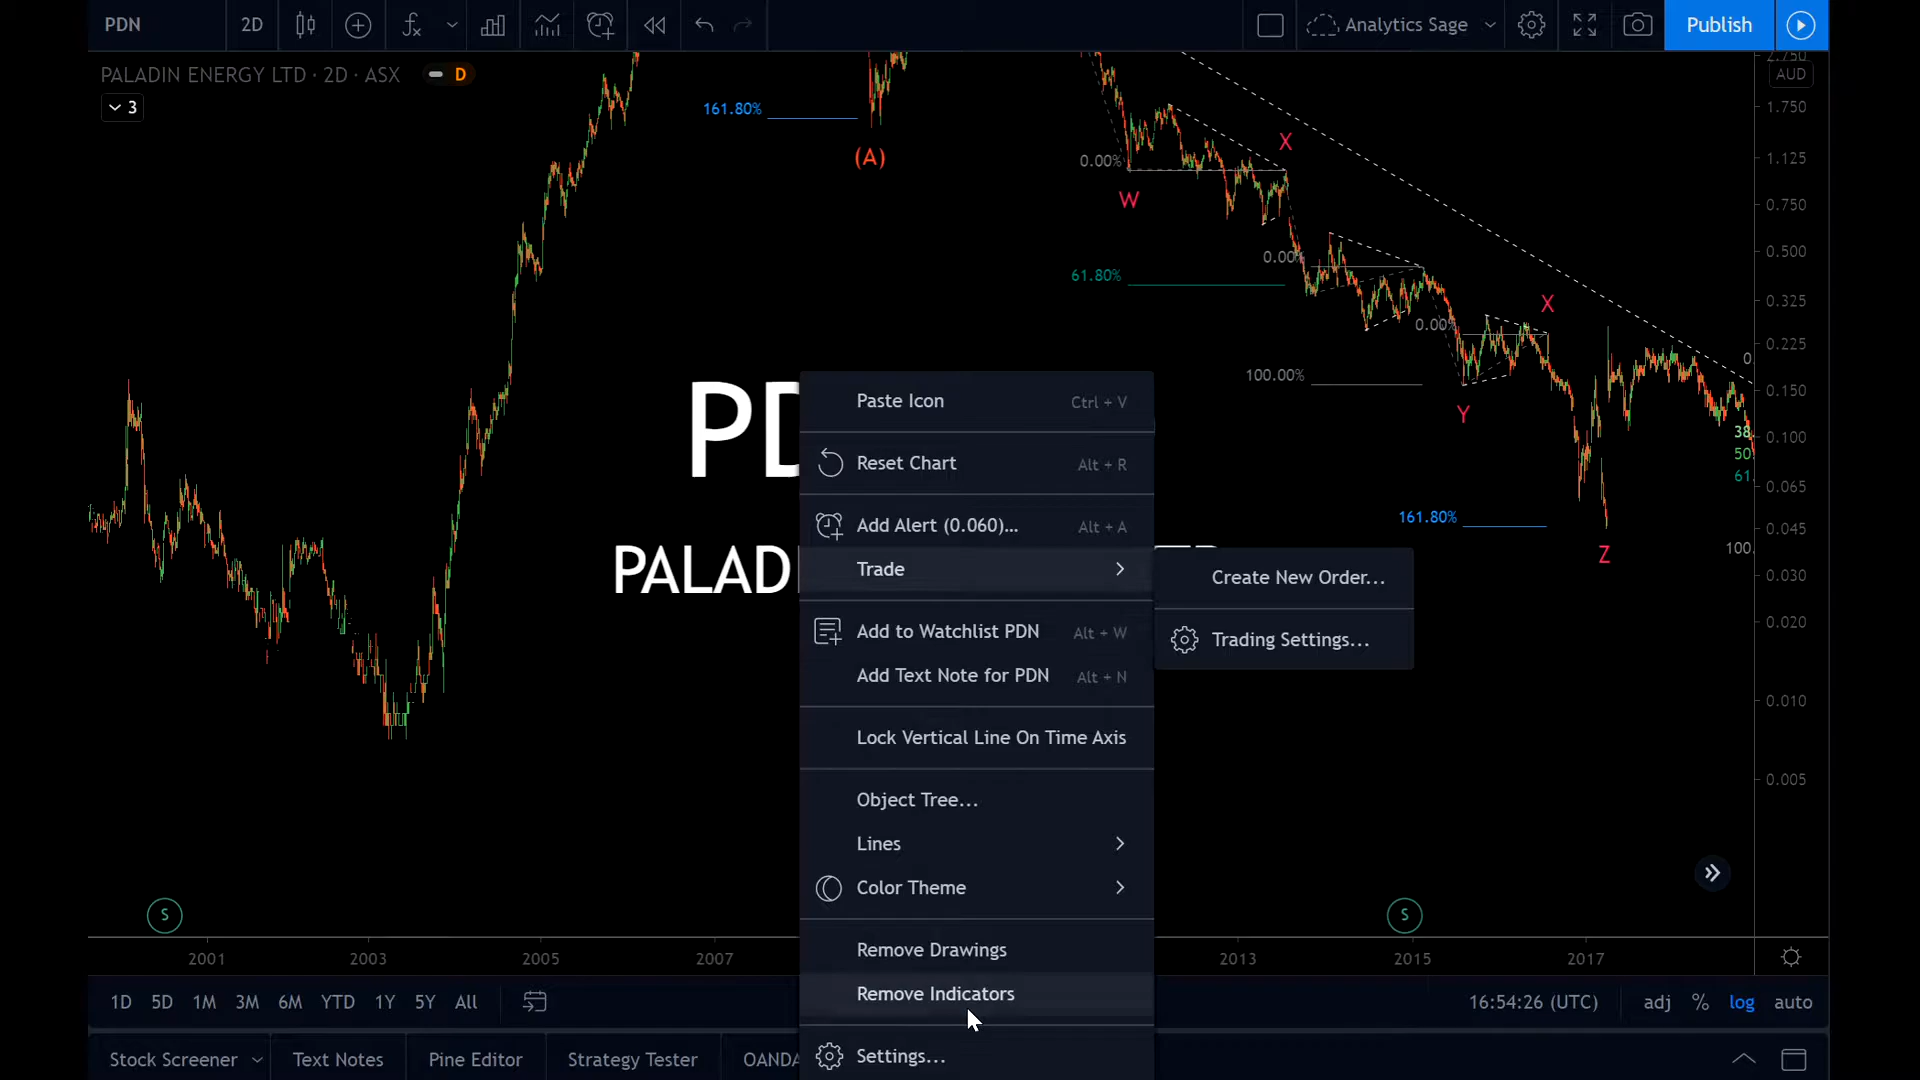 PDN
2D
Analytics Sage
Publish
PALADIN ENERGY LTD · 2D · ASX
D
3
AUD
2.750
1.750
1.125
0.750
0.500
0.325
0.225
0.150
0.100
0.065
0.045
0.030
0.020
0.010
0.005
161.80%
(A)
0.00%
W
X
61.80%
0.00%
100.00%
0.00%
X
Y
161.80%
Z
0.
38.
50.
61.
100.
PD
PALAD
Paste Icon Ctrl + V
Reset Chart Alt + R
Add Alert (0.060)... Alt + A
Trade
Create New Order...
Trading Settings...
Add to Watchlist PDN Alt + W
Add Text Note for PDN Alt + N
Lock Vertical Line On Time Axis
Object Tree...
Lines
Color Theme
Remove Drawings
Remove Indicators
Settings...
S
S
2001 2003 2005 2007 2013 2015 2017
1D 5D 1M 3M 6M YTD 1Y 5Y All
16:54:26 (UTC) adj % log auto
Stock Screener Text Notes Pine Editor Strategy Tester OANDA